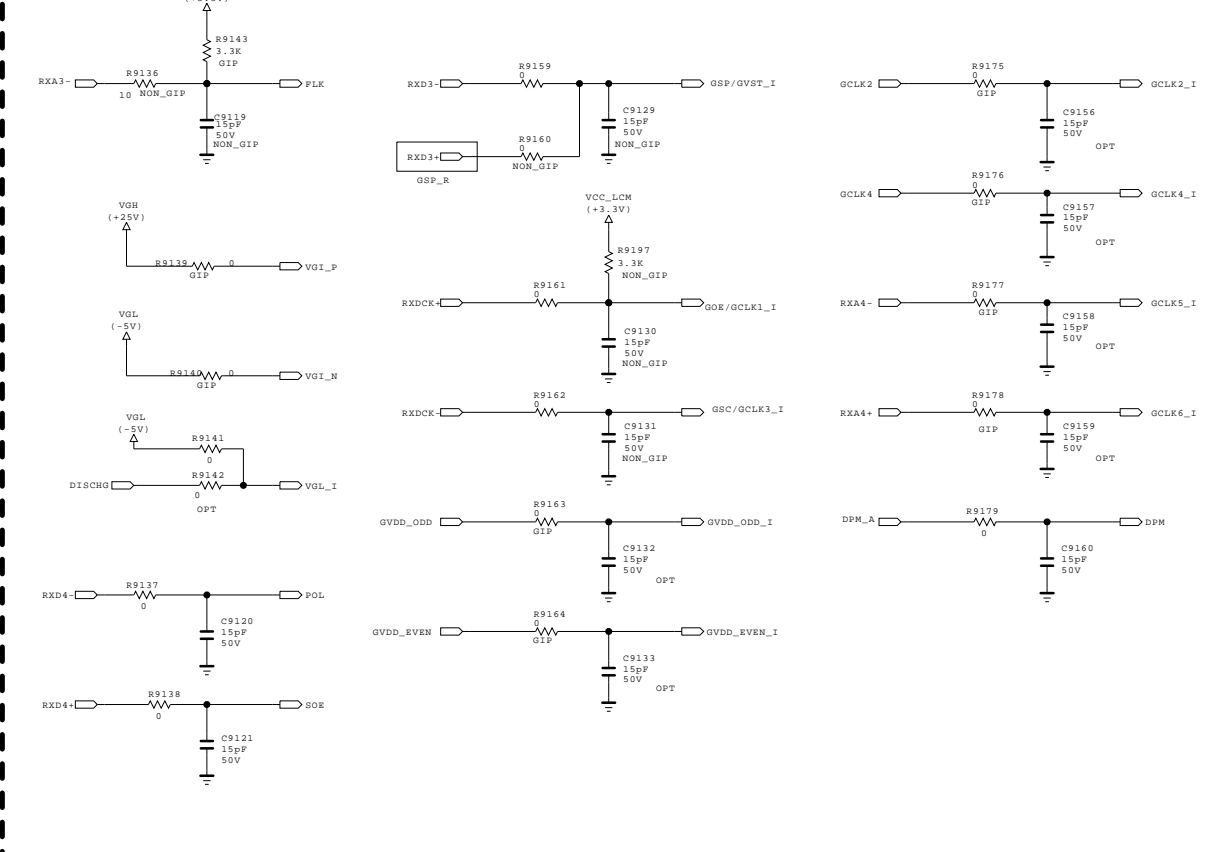 R9143
3.3K
GIP
RXA3-
R9136
10
NON_GIP
FLK
C9119
15pF
50V
NON_GIP
VGH
(+25V)
R9139
0
GIP
VGI_P
VGL
(-5V)
R9140
0
GIP
VGI_N
VGL
(-5V)
R9141
0
DISCHG
R9142
0
OPT
VGL_I
RXD4-
R9137
0
POL
C9120
15pF
50V
RXD4+
R9138
0
SOE
C9121
15pF
50V
RXD3-
R9159
0
GSP/GVST_I
C9129
15pF
50V
NON_GIP
RXD3+
GSP_R
R9160
0
NON_GIP
VCC_LCM
(+3.3V)
R9197
3.3K
NON_GIP
RXDCK+
R9161
0
GOE/GCLK1_I
C9130
15pF
50V
NON_GIP
RXDCK-
R9162
0
GSC/GCLK3_I
C9131
15pF
50V
NON_GIP
GVDD_ODD
R9163
0
GIP
GVDD_ODD_I
C9132
15pF
50V
OPT
GVDD_EVEN
R9164
0
GIP
GVDD_EVEN_I
C9133
15pF
50V
OPT
GCLK2
R9175
0
GIP
GCLK2_I
C9156
15pF
50V
OPT
GCLK4
R9176
0
GIP
GCLK4_I
C9157
15pF
50V
OPT
RXA4-
R9177
0
GIP
GCLK5_I
C9158
15pF
50V
OPT
RXA4+
R9178
0
GIP
GCLK6_I
C9159
15pF
50V
OPT
DPM_A
R9179
0
DPM
C9160
15pF
50V